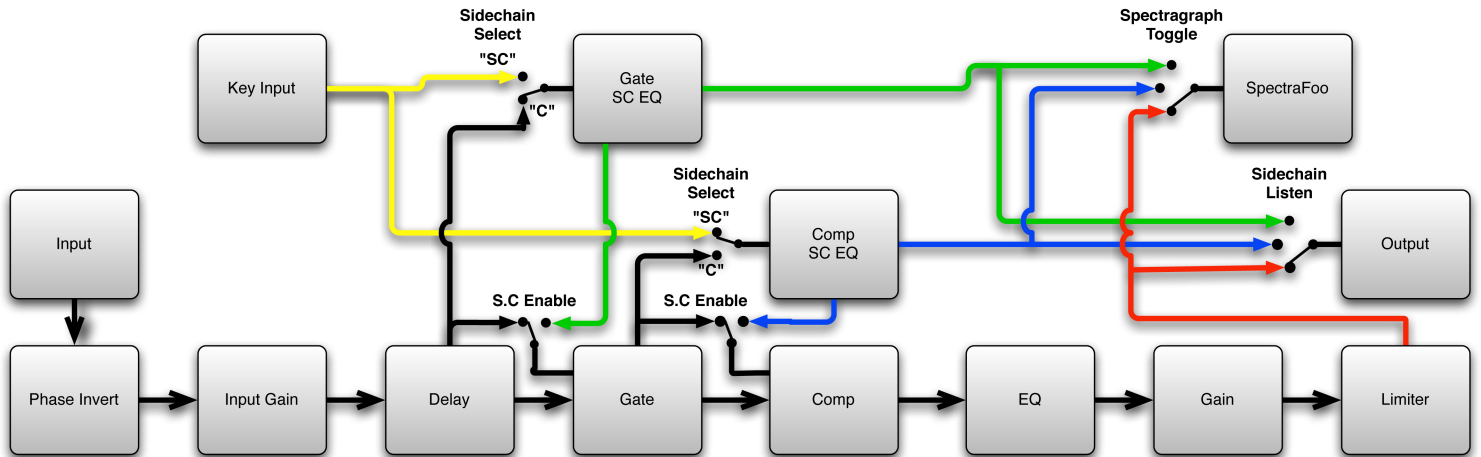 Sidechain
Select
"SC"
"C"
Key Input
Gate
SC EQ
Spectragraph
Toggle
SpectraFoo
Sidechain
Select
"SC"
"C"
Input
Comp
SC EQ
Sidechain
Listen
Output
S.C Enable
S.C Enable
Phase Invert
Input Gain
Delay
Gate
Comp
EQ
Gain
Limiter